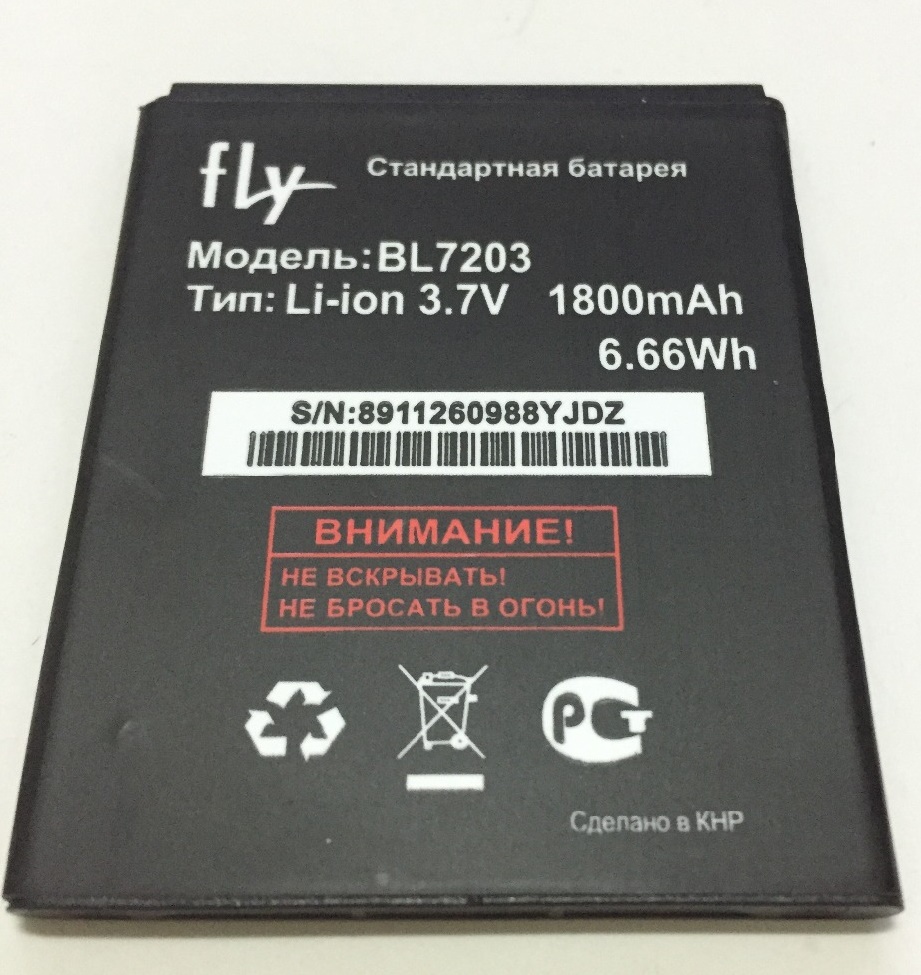 fly Стандартная батарея
Модель:BL7203
Тип: Li-ion 3.7V 1800mAh
6.66Wh
S/N:8911260988YJDZ
ВНИМАНИЕ!
НЕ ВСКРЫВАТЬ!
НЕ БРОСАТЬ В ОГОНЬ!
РСТ
Сделано в КНР